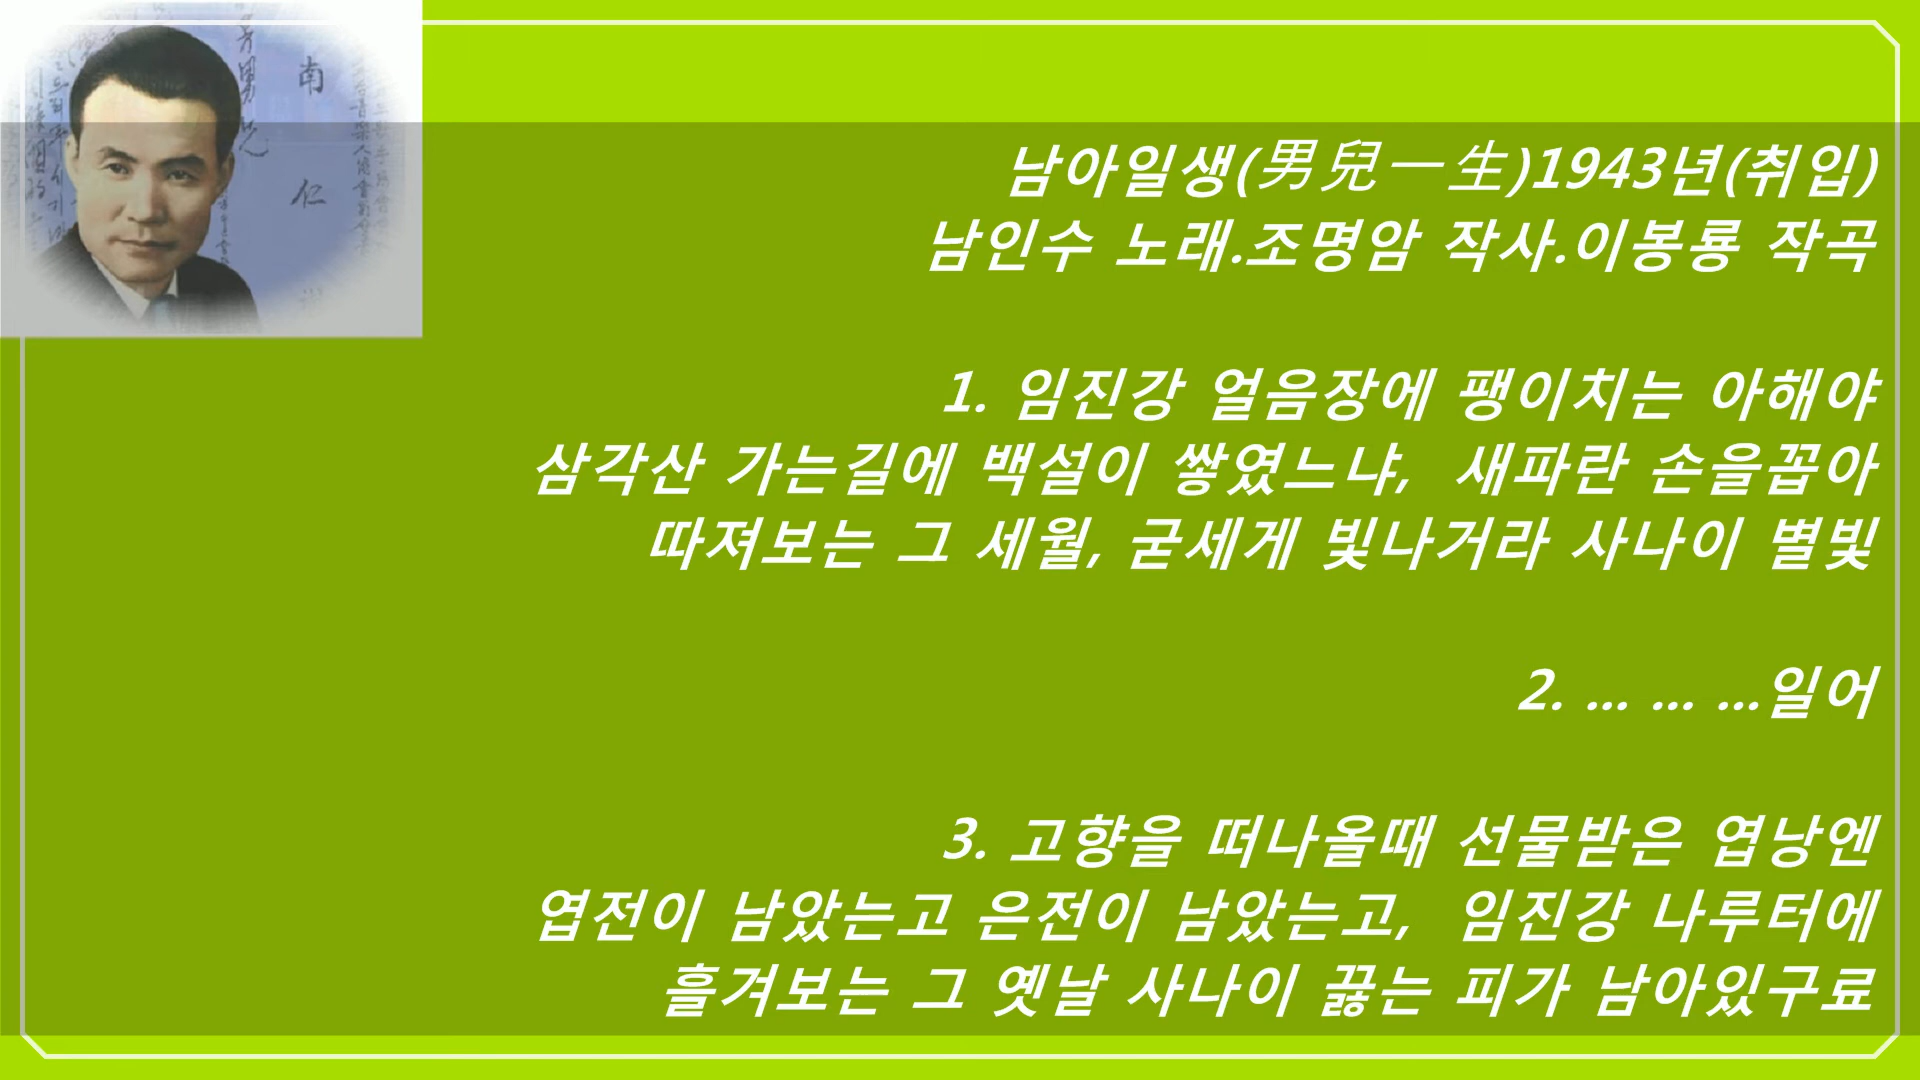 南
仁
남아일생(男兒一生)1943년(취입)
남인수 노래.조명암 작사.이봉룡 작곡
1. 임진강 얼음장에 팽이치는 아해야
삼각산 가는길에 백설이 쌓였느냐, 새파란 손을꼽아
따져보는 그 세월, 굳세게 빛나거라 사나이 별빛
2. ... ... ...일어
3. 고향을 떠나올때 선물받은 엽낭엔
엽전이 남았는고 은전이 남았는고, 임진강 나루터에
흘겨보는 그 옛날 사나이 끓는 피가 남아있구료